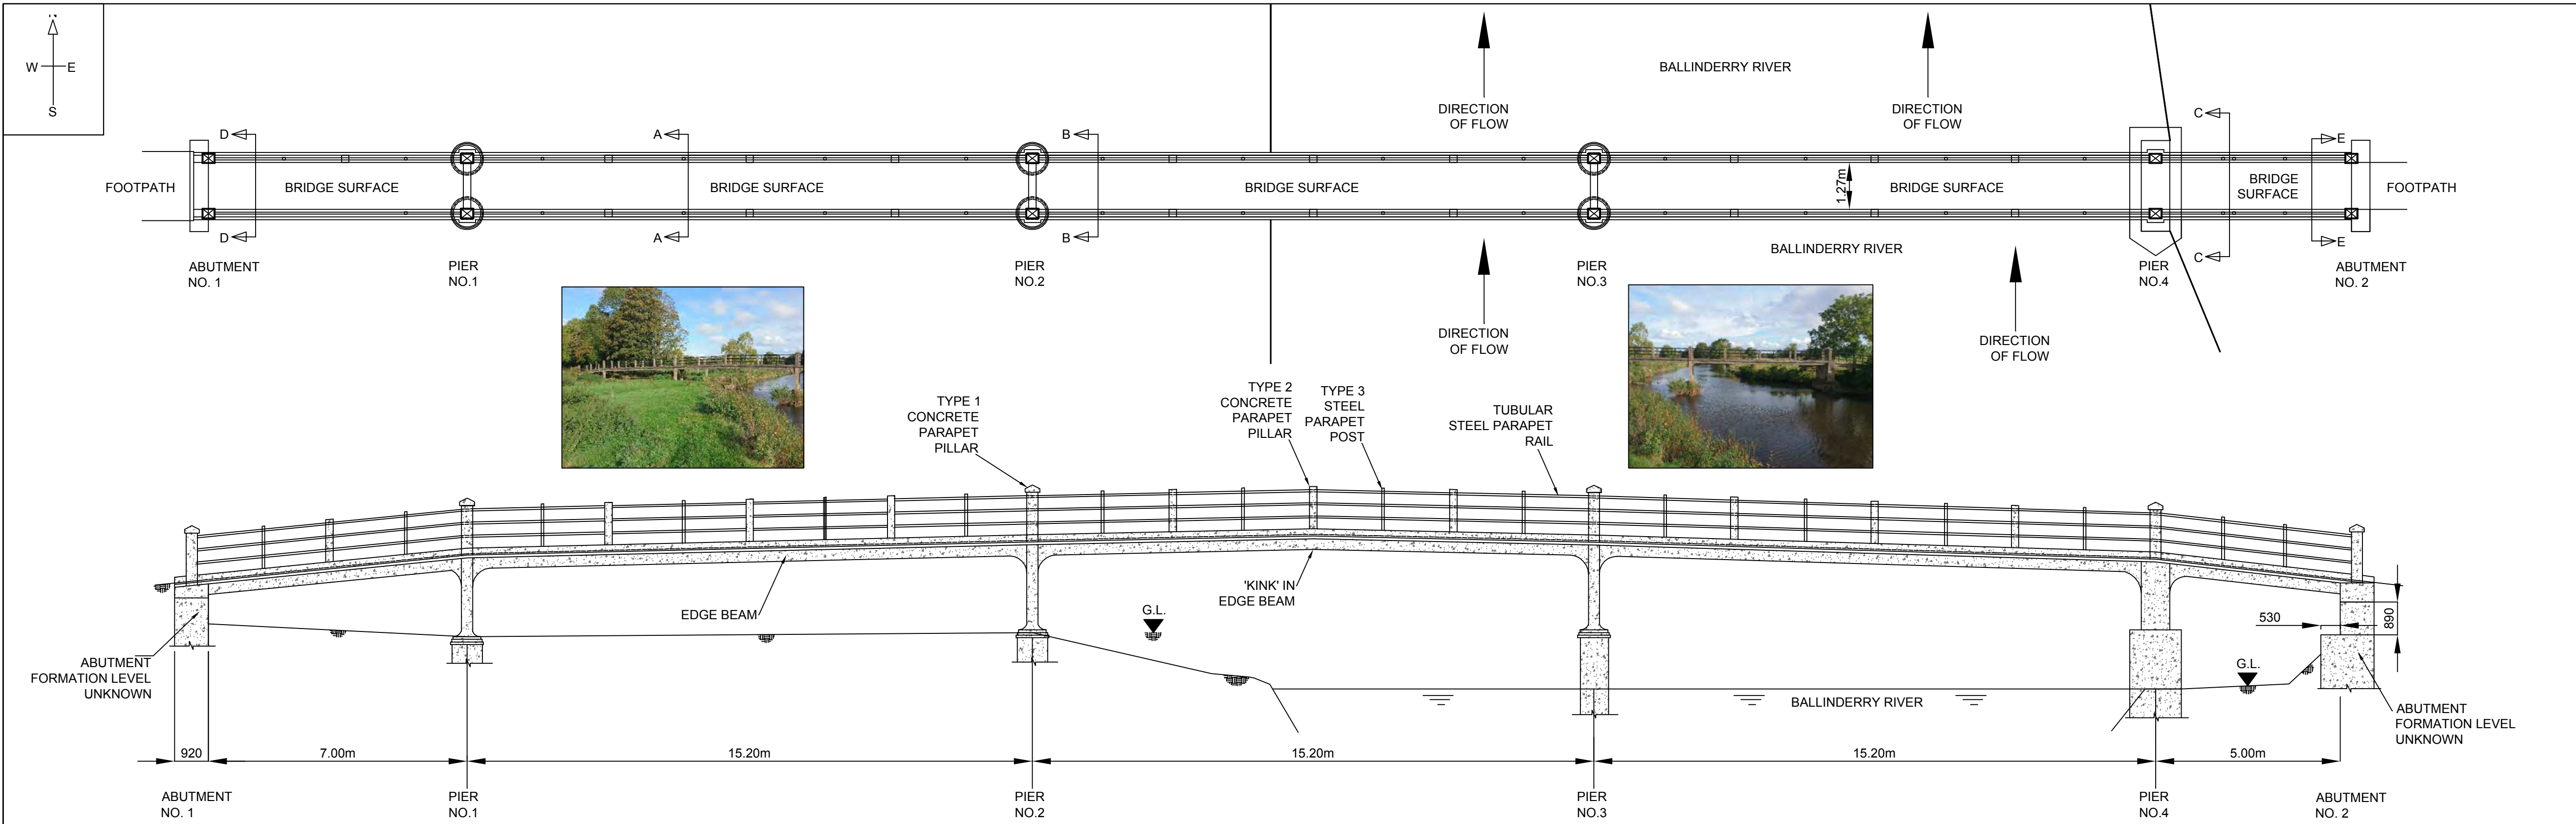 N
W E
S
BALLINDERRY RIVER
DIRECTION
OF FLOW
DIRECTION
OF FLOW
D
A
B
C
E
FOOTPATH
BRIDGE SURFACE
BRIDGE SURFACE
BRIDGE SURFACE
1.27m
BRIDGE SURFACE
BRIDGE
SURFACE
FOOTPATH
D
A
B
C
E
BALLINDERRY RIVER
ABUTMENT
NO. 1
PIER
NO.1
PIER
NO.2
PIER
NO.3
PIER
NO.4
ABUTMENT
NO. 2
DIRECTION
OF FLOW
DIRECTION
OF FLOW
TYPE 1
CONCRETE
PARAPET
PILLAR
TYPE 2
CONCRETE
PARAPET
PILLAR
TYPE 3
STEEL
PARAPET
POST
TUBULAR
STEEL PARAPET
RAIL
EDGE BEAM
'KINK' IN
EDGE BEAM
G.L.
530
890
ABUTMENT
FORMATION LEVEL
UNKNOWN
G.L.
BALLINDERRY RIVER
ABUTMENT
FORMATION LEVEL
UNKNOWN
920
7.00m
15.20m
15.20m
15.20m
5.00m
ABUTMENT
NO. 1
PIER
NO.1
PIER
NO.2
PIER
NO.3
PIER
NO.4
ABUTMENT
NO. 2